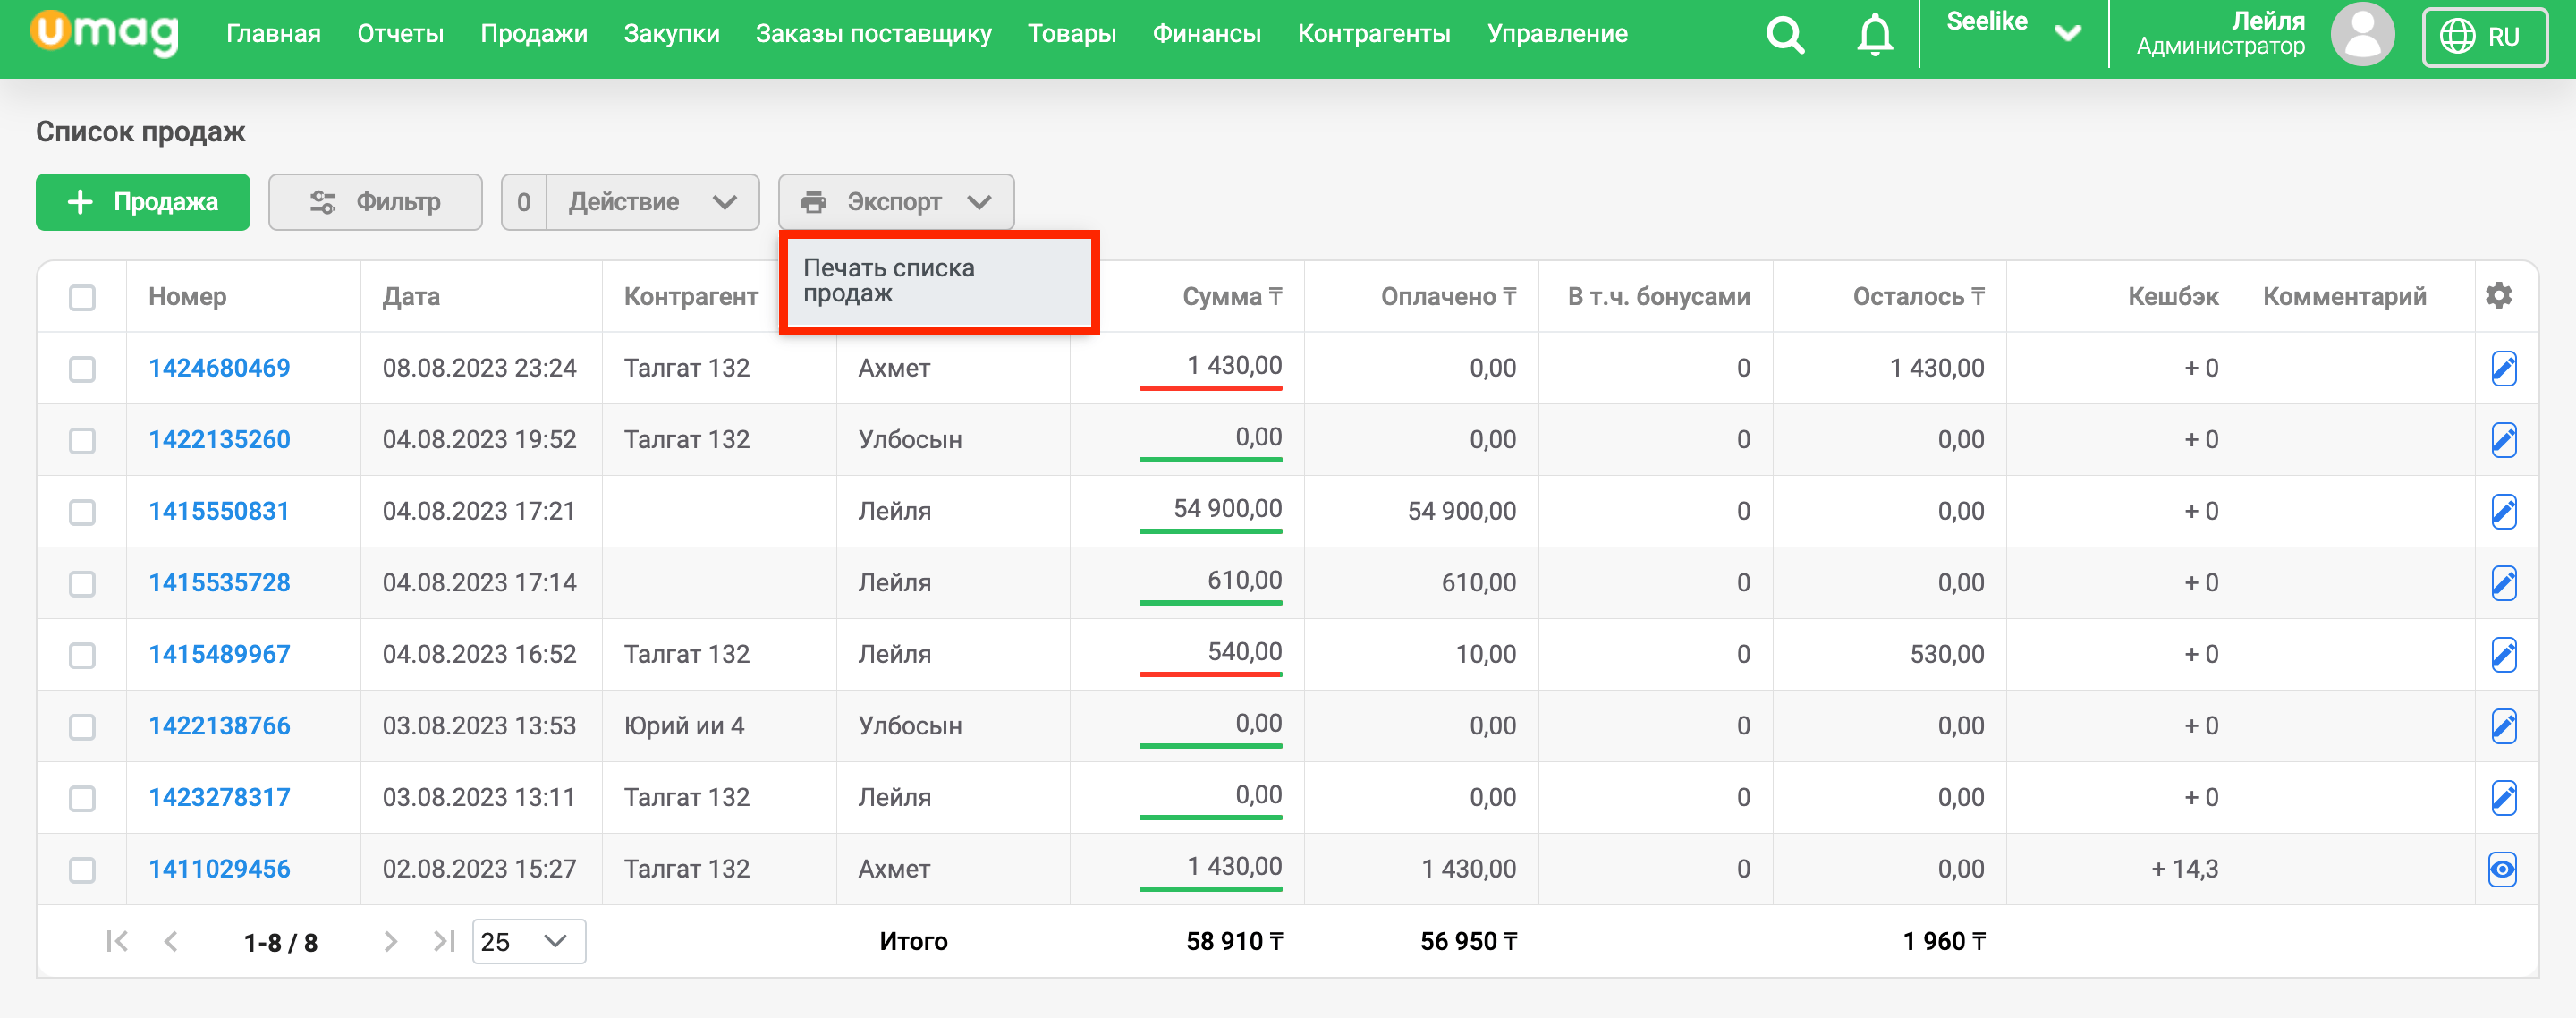 umag Главная Отчеты Продажи Закупки Заказы поставщику Товары Финансы Контрагенты Управление Seelike Лейля RU
Администратор
Список продаж
Продажа Фильтр 0 Действие Экспорт
Печать списка
продаж
Номер Дата Контрагент Сумма ₸ Оплачено ₸ В т.ч. бонусами Осталось ₸ Кешбэк Комментарий
1424680469 08.08.2023 23:24 Талгат 132 Ахмет 1 430,00 0,00 0 1 430,00 + 0
1422135260 04.08.2023 19:52 Талгат 132 Улбосын 0,00 0,00 0 0,00 + 0
1415550831 04.08.2023 17:21 Лейля 54 900,00 54 900,00 0 0,00 + 0
1415535728 04.08.2023 17:14 Лейля 610,00 610,00 0 0,00 + 0
1415489967 04.08.2023 16:52 Талгат 132 Лейля 540,00 10,00 0 530,00 + 0
1422138766 03.08.2023 13:53 Юрий ии 4 Улбосын 0,00 0,00 0 0,00 + 0
1423278317 03.08.2023 13:11 Талгат 132 Лейля 0,00 0,00 0 0,00 + 0
1411029456 02.08.2023 15:27 Талгат 132 Ахмет 1 430,00 1 430,00 0 0,00 + 14,3
1-8 / 8 25 Итого 58 910 ₸ 56 950 ₸ 1 960 ₸